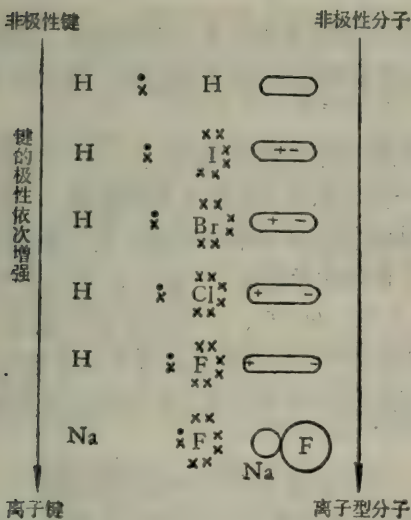 非极性键 非极性分子
H H
H I + -
键的极性依次增强
H Br + -
H Cl + -
H F + -
Na F F
Na
离子键 离子型分子